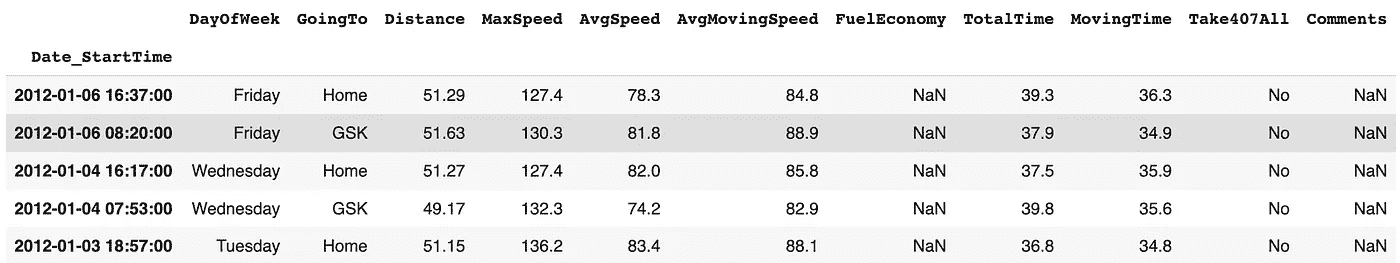 DayOfWeek GoingTo Distance MaxSpeed AvgSpeed AvgMovingSpeed FuelEconomy TotalTime MovingTime Take407All Comments
Date_StartTime
2012-01-06 16:37:00 Friday Home 51.29 127.4 78.3 84.8 NaN 39.3 36.3 No NaN
2012-01-06 08:20:00 Friday GSK 51.63 130.3 81.8 88.9 NaN 37.9 34.9 No NaN
2012-01-04 16:17:00 Wednesday Home 51.27 127.4 82.0 85.8 NaN 37.5 35.9 No NaN
2012-01-04 07:53:00 Wednesday GSK 49.17 132.3 74.2 82.9 NaN 39.8 35.6 No NaN
2012-01-03 18:57:00 Tuesday Home 51.15 136.2 83.4 88.1 NaN 36.8 34.8 No NaN